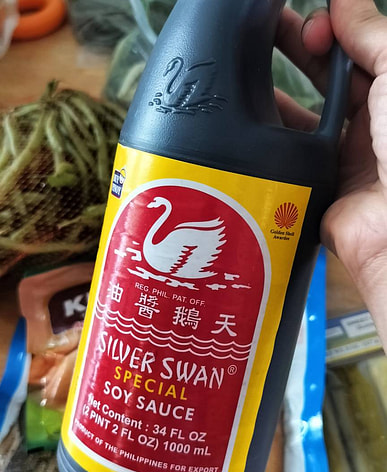 Golden Shell
Awardee
REG. PHIL. PAT. OFF.
油醬鵝天
SILVER SWAN®
SPECIAL
SOY SAUCE
Net Content : 34 FL OZ
(2 PINT 2 FL OZ) 1000 ml
PRODUCT OF THE PHILIPPINES FOR EXPORT